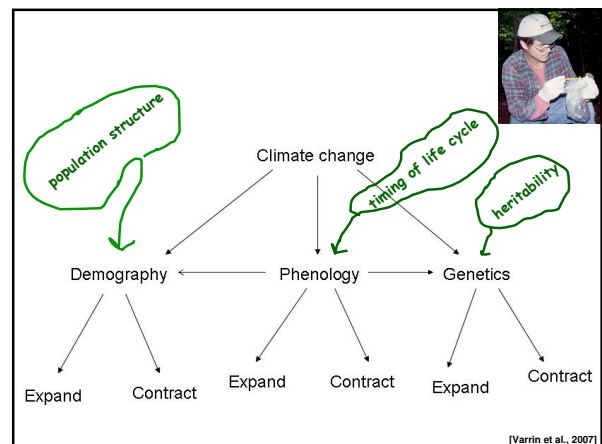 population structure
timing of life cycle
heritability
Climate change
Demography
Phenology
Genetics
Expand
Contract
Expand
Contract
Expand
Contract
[Varrin et al., 2007]